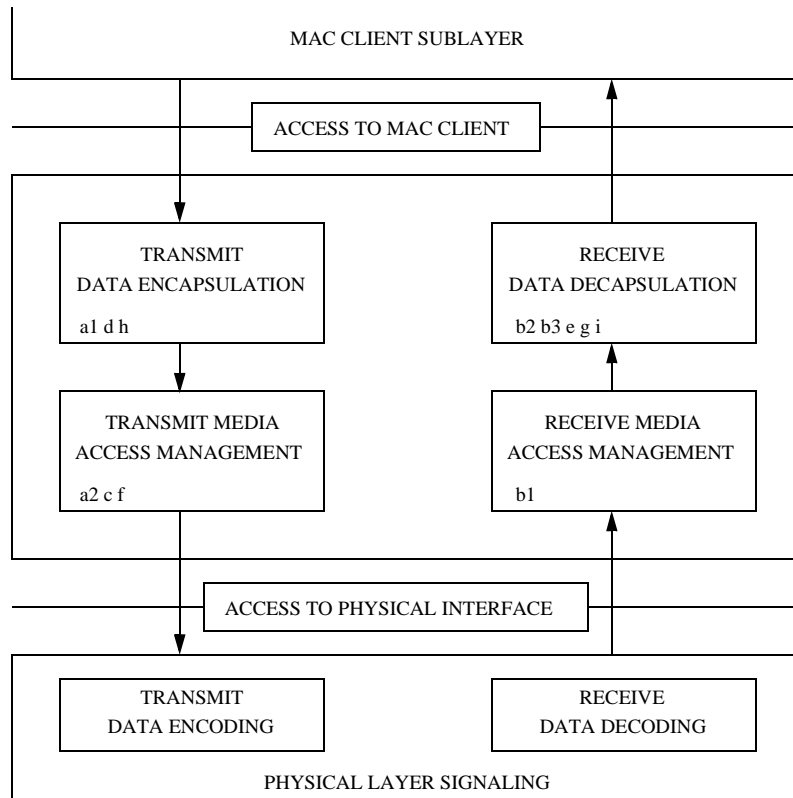 MAC CLIENT SUBLAYER
ACCESS TO MAC CLIENT
TRANSMIT
DATA ENCAPSULATION
a1 d h
RECEIVE
DATA DECAPSULATION
b2 b3 e g i
TRANSMIT MEDIA
ACCESS MANAGEMENT
a2 c f
RECEIVE MEDIA
ACCESS MANAGEMENT
b1
ACCESS TO PHYSICAL INTERFACE
TRANSMIT
DATA ENCODING
RECEIVE
DATA DECODING
PHYSICAL LAYER SIGNALING